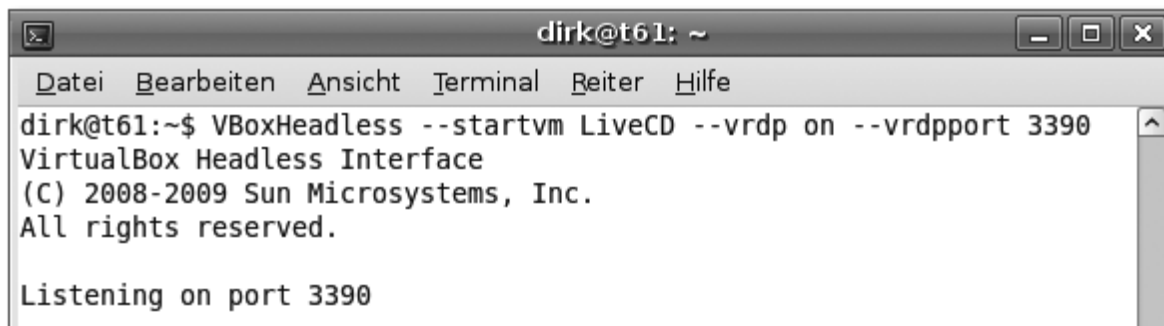 dirk@t61: ~
Datei Bearbeiten Ansicht Terminal Reiter Hilfe
dirk@t61:~$ VBoxHeadless --startvm LiveCD --vrdp on --vrdpport 3390
VirtualBox Headless Interface
(C) 2008-2009 Sun Microsystems, Inc.
All rights reserved.
Listening on port 3390